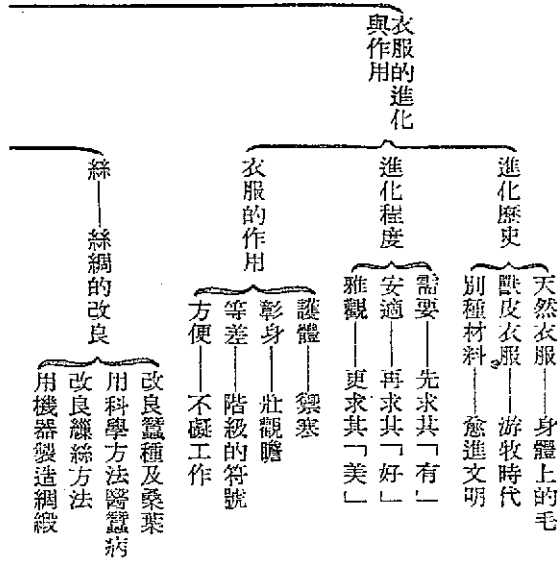 衣服的進化
與作用
進化歷史
天然衣服——身體上的毛
獸皮衣服——游牧時代
別種材料——愈進文明
進化程度
需要——先求其「有」
安適——再求其「好」
雅觀——更求其「美」
衣服的作用
護體——禦寒
彰身——壯觀瞻
等差——階級的符號
方便——不礙工作
絲——絲綢的改良
改良蠶種及桑葉
用科學方法醫蠶病
改良繅絲方法
用機器製造綢緞